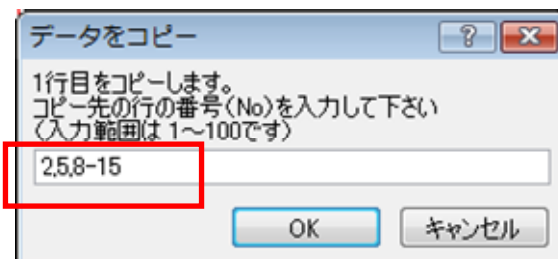 データをコピー
1行目をコピーします。
コピー先の行の番号(No)を入力して下さい
(入力範囲は 1～100です)
2,5,8-15
OK
キャンセル